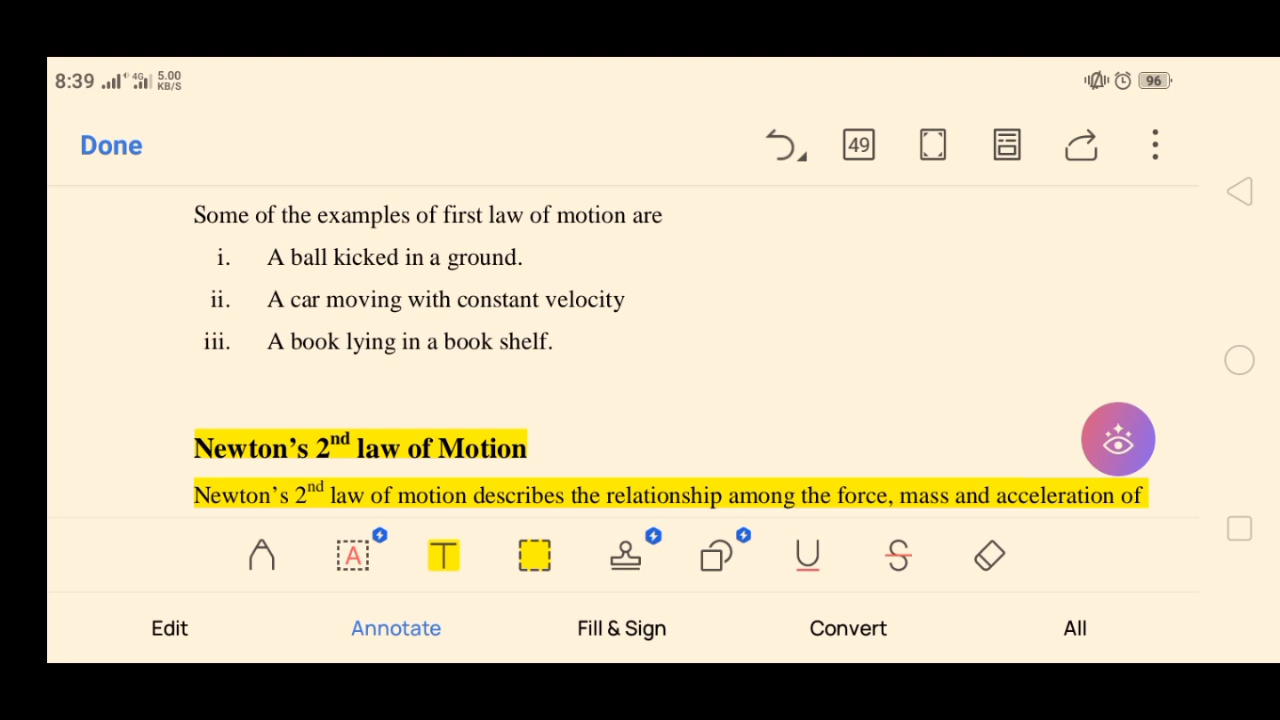 8:39 4G 5.00 KB/S 96
Done 49
Some of the examples of first law of motion are
i. A ball kicked in a ground.
ii. A car moving with constant velocity
iii. A book lying in a book shelf.
Newton's 2nd law of Motion
Newton's 2nd law of motion describes the relationship among the force, mass and acceleration of
A T U S
Edit Annotate Fill & Sign Convert All